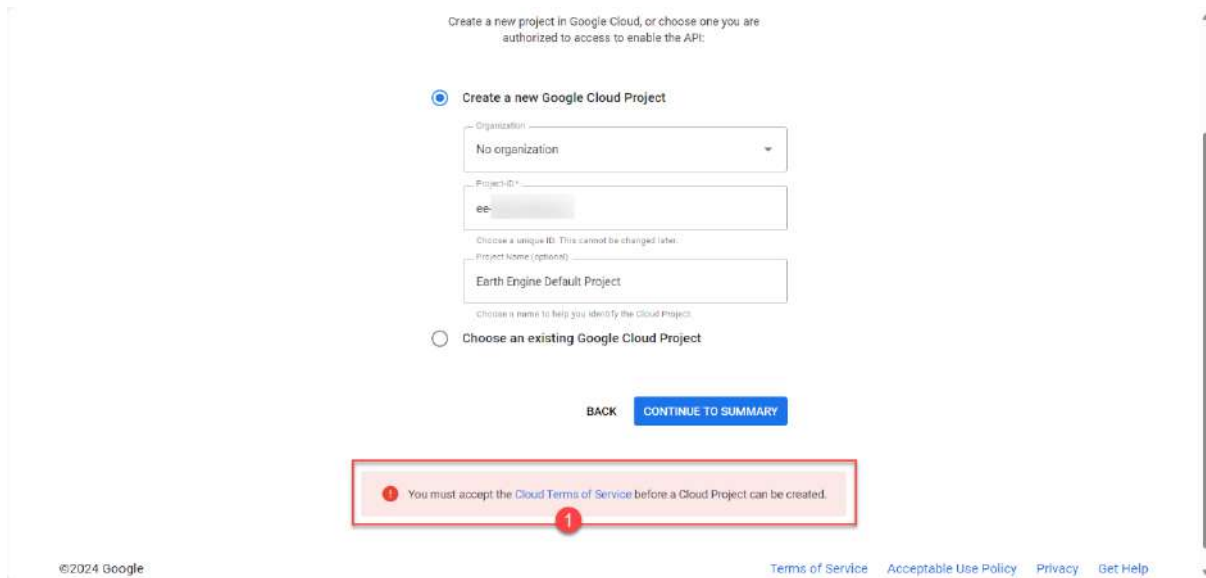 Create a new project in Google Cloud, or choose one you are
authorized to access to enable the API:
Create a new Google Cloud Project
Organization
No organization
Project-ID*
ee-
Choose a unique ID. This cannot be changed later.
Project Name (optional)
Earth Engine Default Project
Choose a name to help you identify the Cloud Project.
Choose an existing Google Cloud Project
BACK CONTINUE TO SUMMARY
You must accept the Cloud Terms of Service before a Cloud Project can be created.
1
©2024 Google Terms of Service Acceptable Use Policy Privacy Get Help